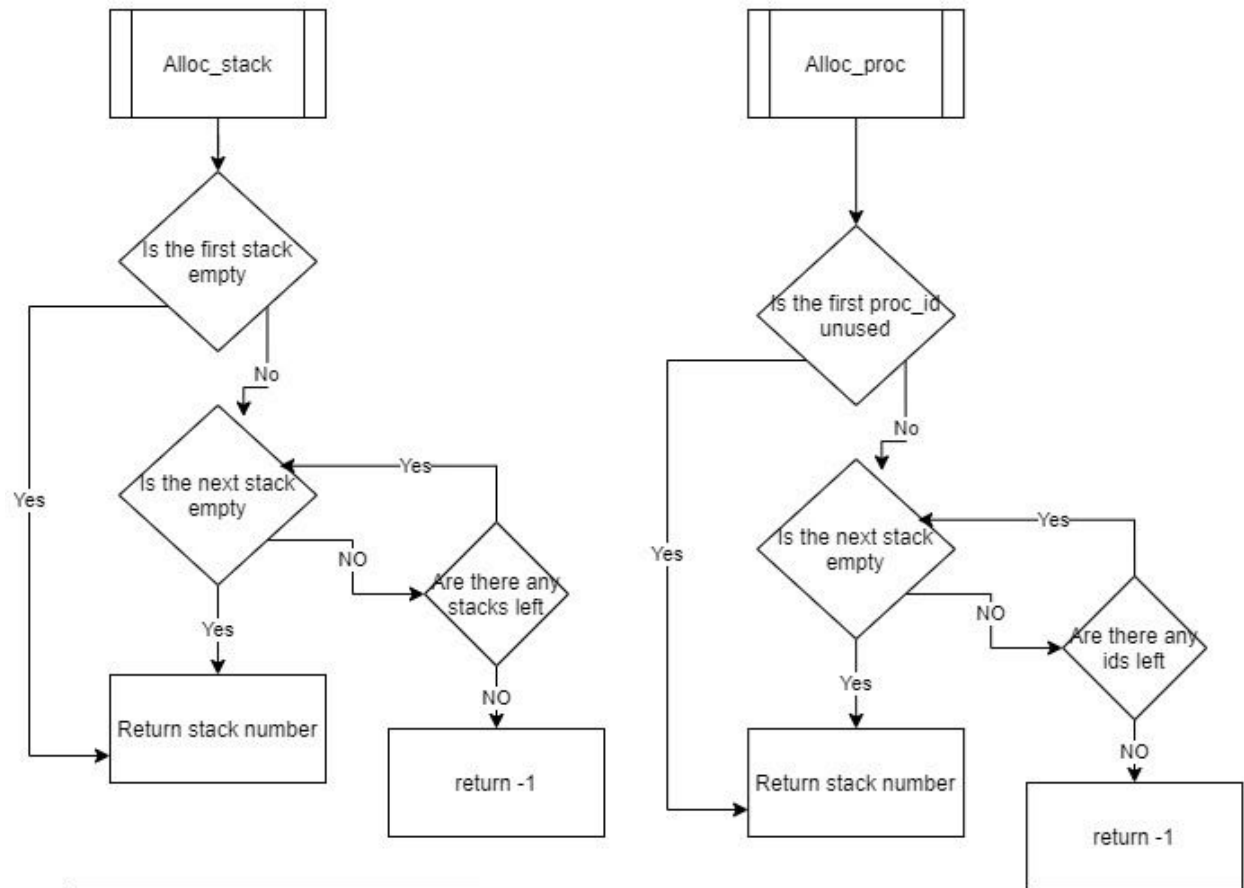 Alloc_stack
Is the first stack
empty
No
Yes
Is the next stack
empty
Yes
NO
Are there any
stacks left
Yes
NO
Return stack number
return -1
Alloc_proc
Is the first proc_id
unused
No
Yes
Is the next stack
empty
Yes
NO
Are there any
ids left
Yes
NO
Return stack number
return -1